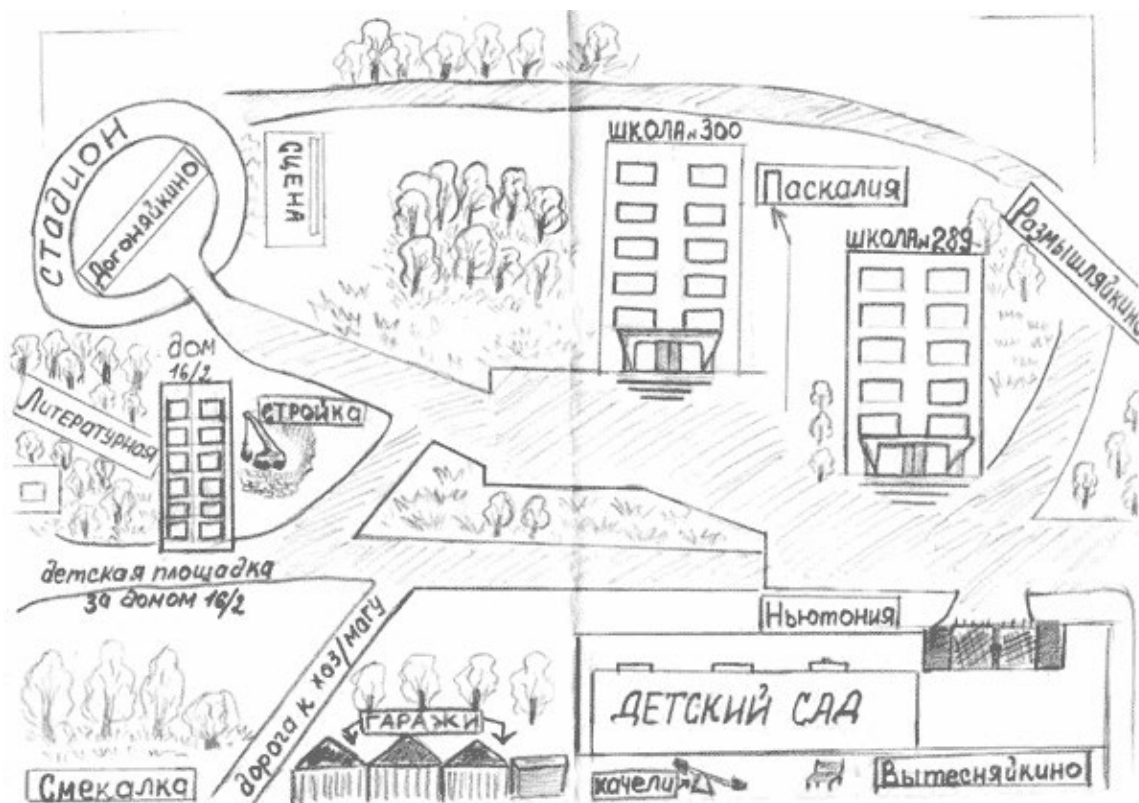 СТАДИОН
Догоняйкино
СЦЕНА
ШКОЛА № 300
Паскалия
ШКОЛА № 289
Размышляйкино
дом
16/2
Литературная
СТРОЙКА
детская площадка
за домом 16/2
Ньютония
дорога к хоз/магу
ГАРАЖИ
ДЕТСКИЙ САД
Смекалка
качели
Вытесняйкино